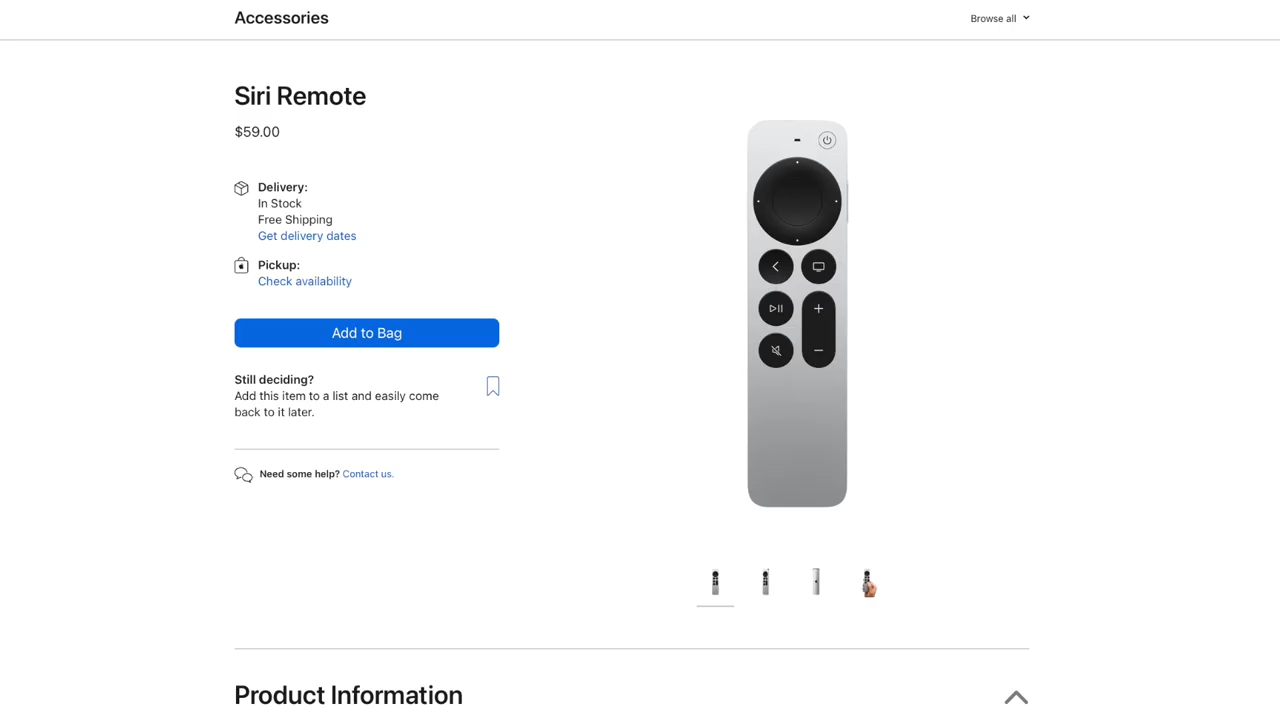 Accessories
Browse all
Siri Remote
$59.00
Delivery:
In Stock
Free Shipping
Get delivery dates
Pickup:
Check availability
Add to Bag
Still deciding?
Add this item to a list and easily come
back to it later.
Need some help? Contact us.
Product Information